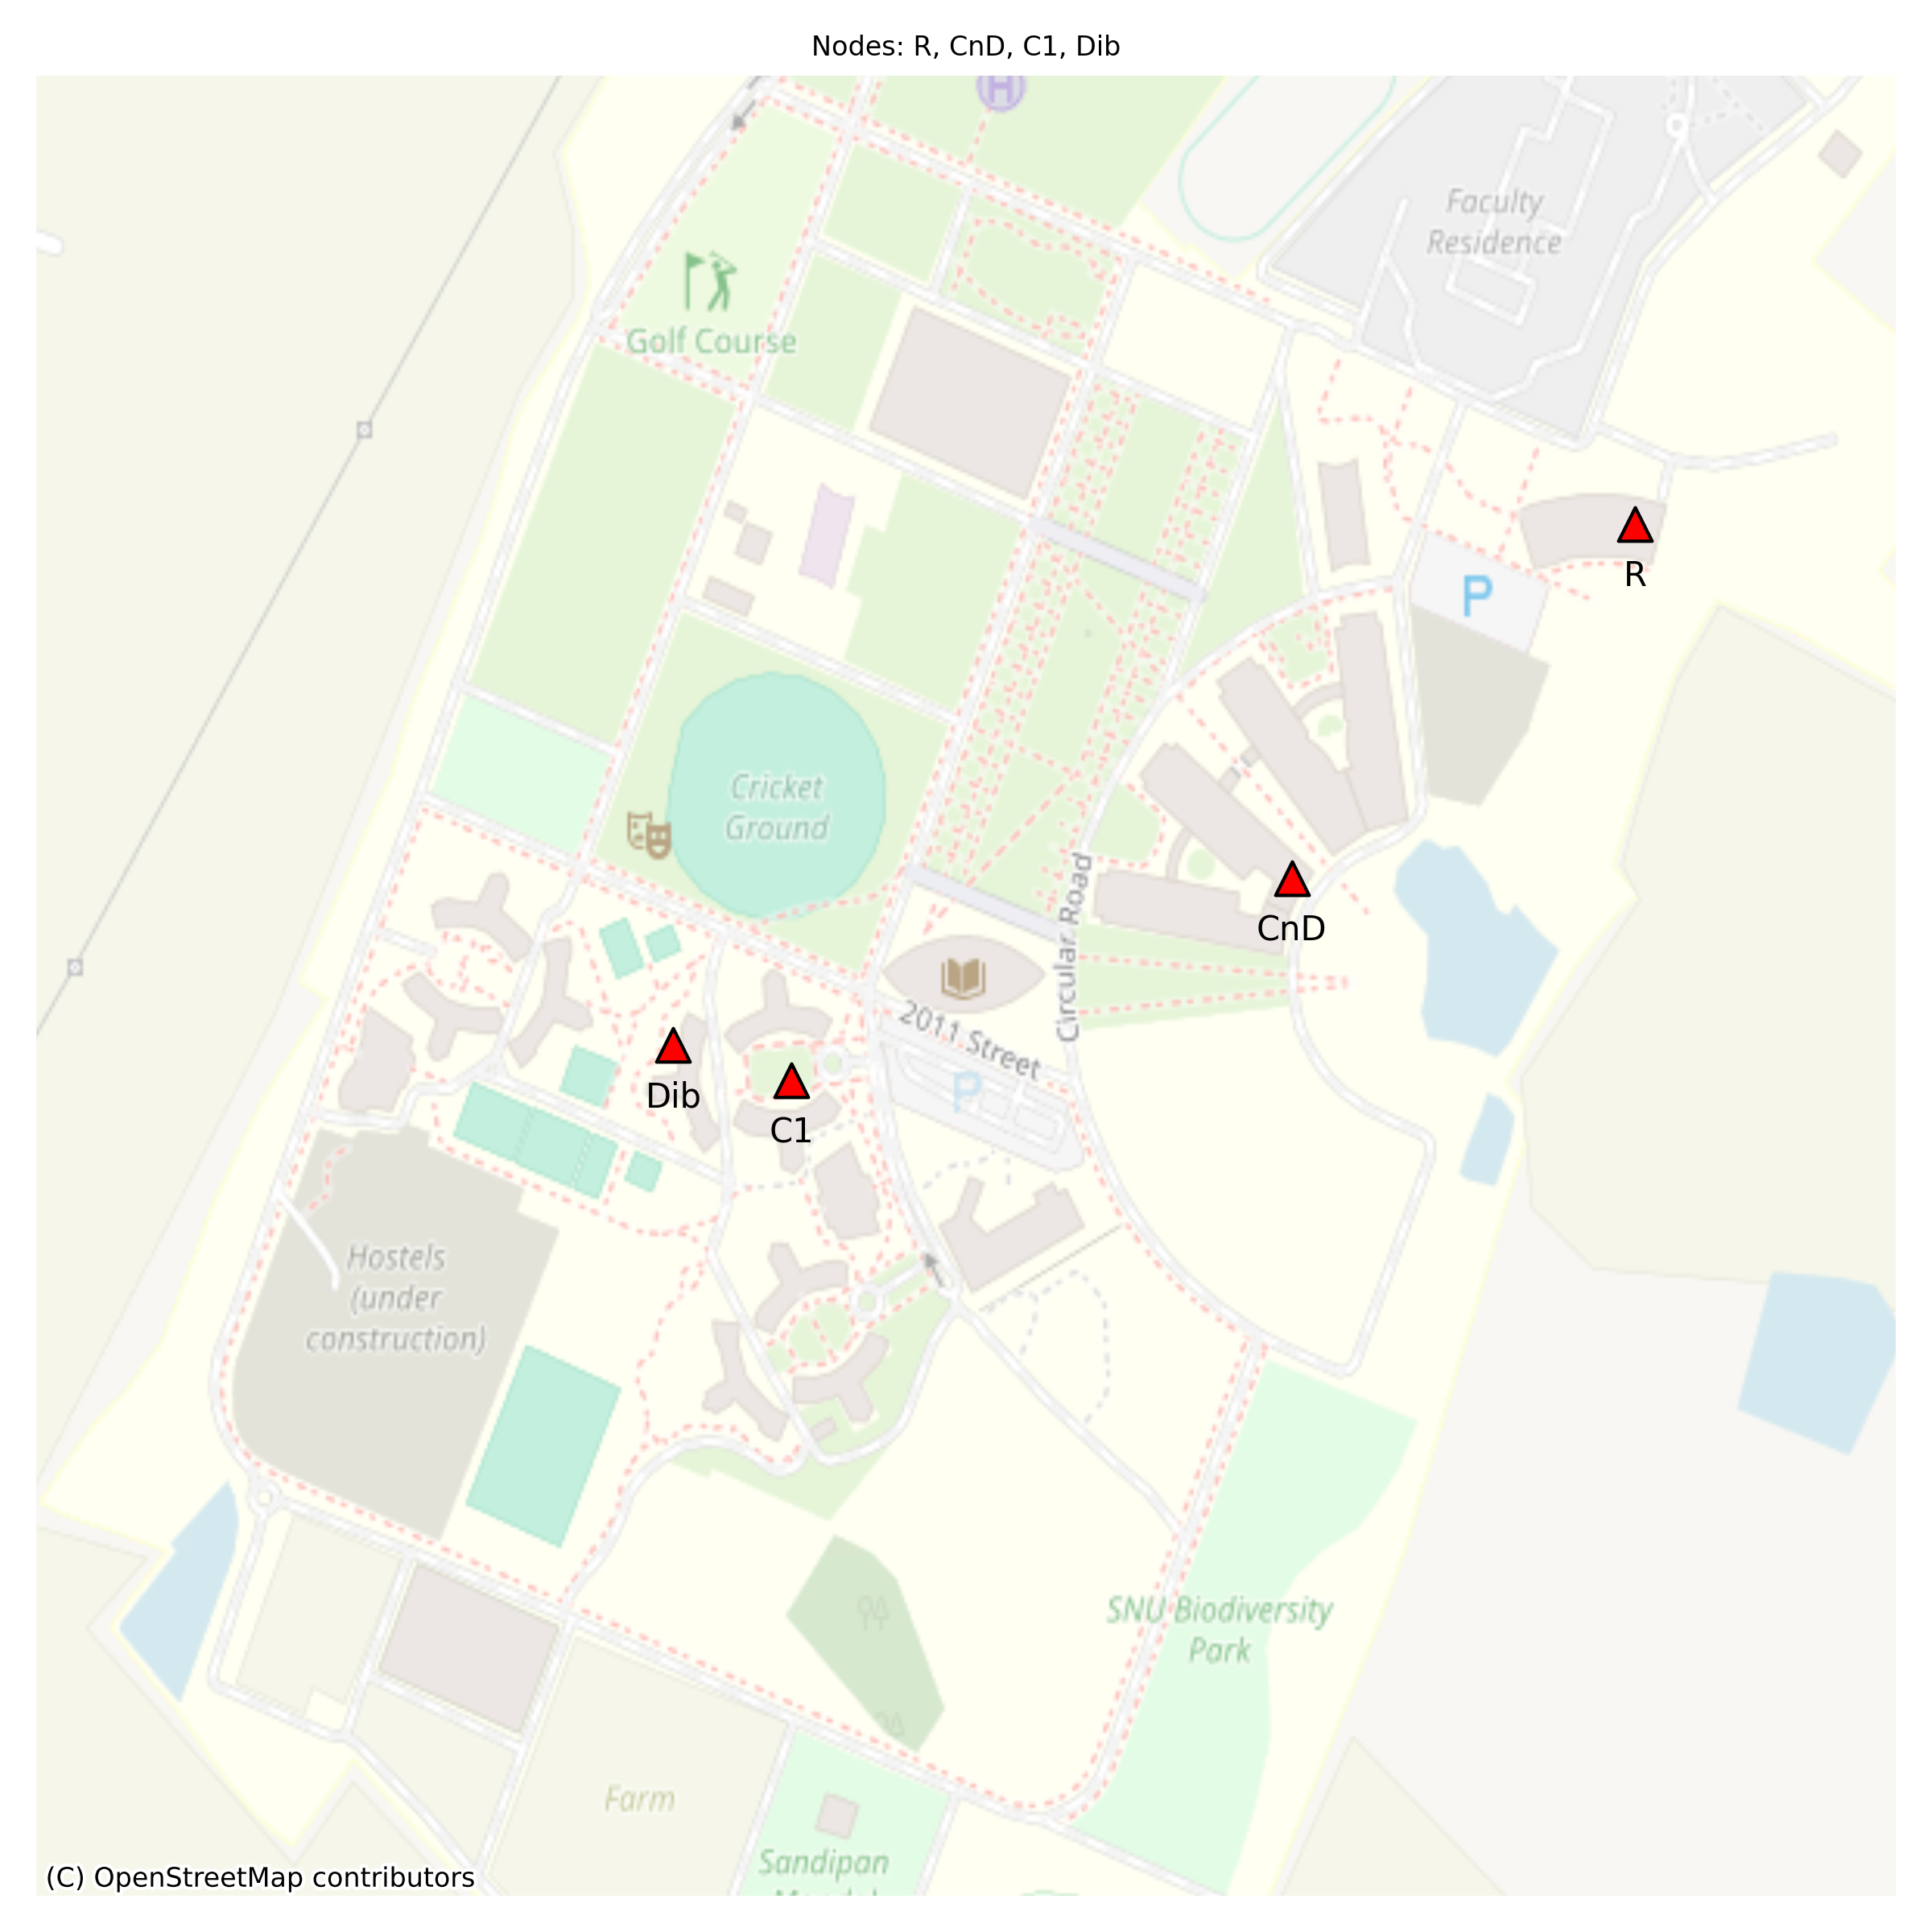 Nodes: R, CnD, C1, Dib
H
Faculty
Residence
Golf Course
R
P
Cricket
Ground
Circular Road
CnD
2011 Street
Dib
C1
P
Hostels
(under
construction)
SNU Biodiversity
Park
Farm
Sandipan
(C) OpenStreetMap contributors